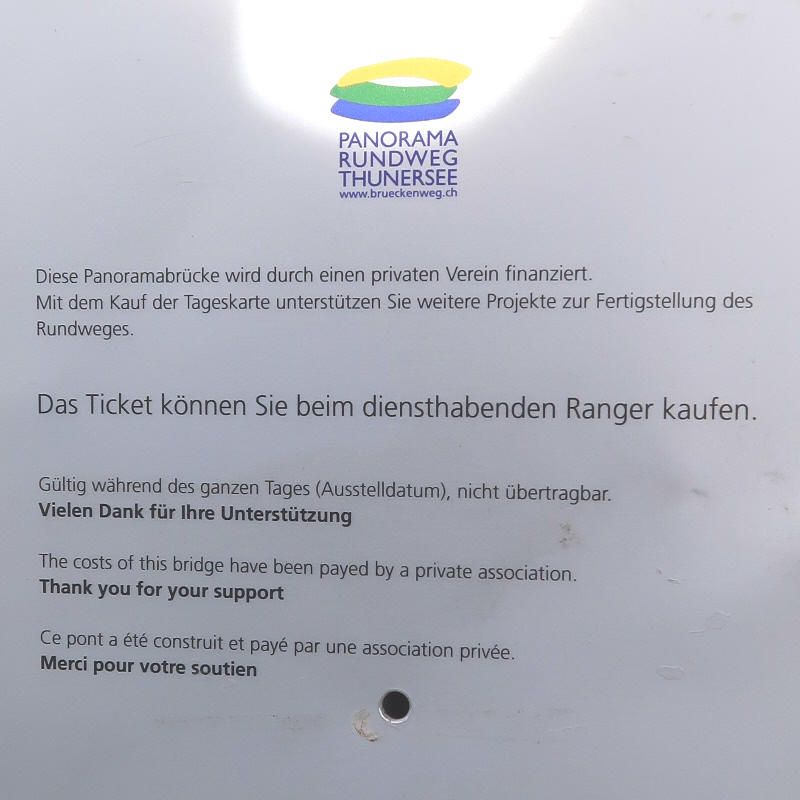 PANORAMA
RUNDWEG
THUNERSEE
www.brueckenweg.ch
Diese Panoramabrücke wird durch einen privaten Verein finanziert.
Mit dem Kauf der Tageskarte unterstützen Sie weitere Projekte zur Fertigstellung des
Rundweges.
Das Ticket können Sie beim diensthabenden Ranger kaufen.
Gültig während des ganzen Tages (Ausstelldatum), nicht übertragbar.
Vielen Dank für Ihre Unterstützung
The costs of this bridge have been payed by a private association.
Thank you for your support
Ce pont a été construit et payé par une association privée.
Merci pour votre soutien